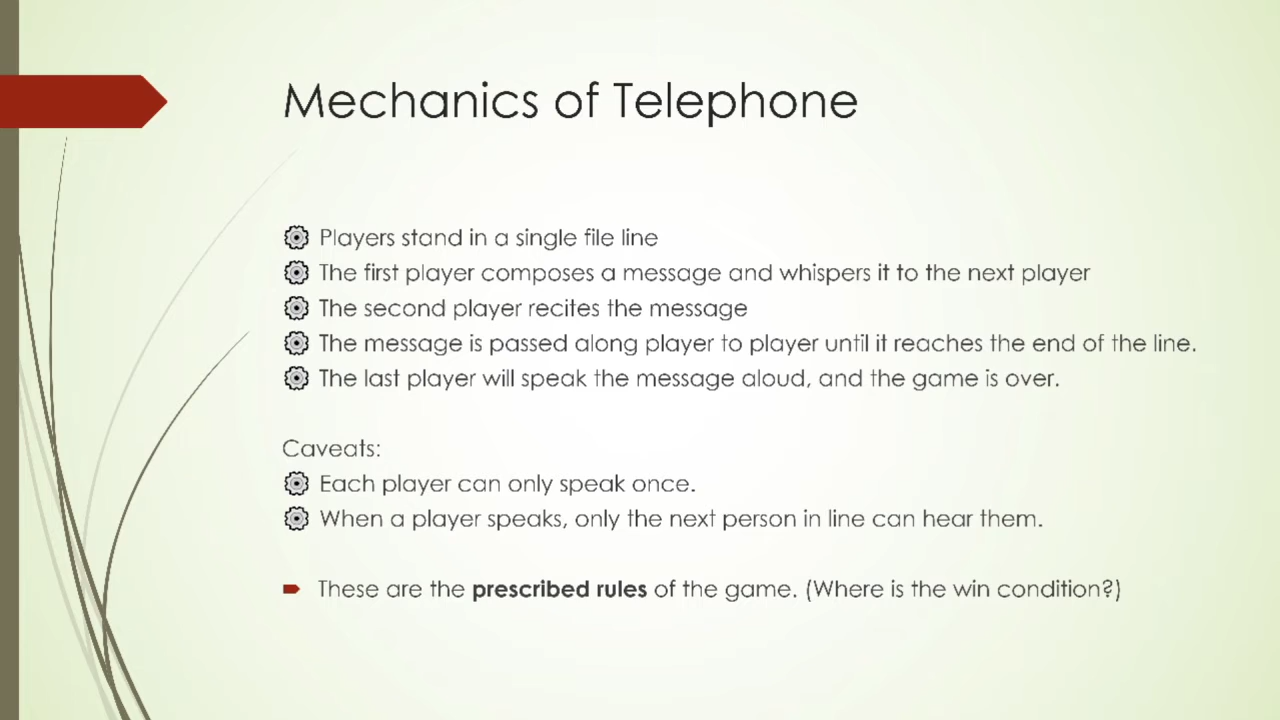 Mechanics of Telephone
Players stand in a single file line
The first player composes a message and whispers it to the next player
The second player recites the message
The message is passed along player to player until it reaches the end of the line.
The last player will speak the message aloud, and the game is over.
Caveats:
Each player can only speak once.
When a player speaks, only the next person in line can hear them.
These are the prescribed rules of the game. (Where is the win condition?)